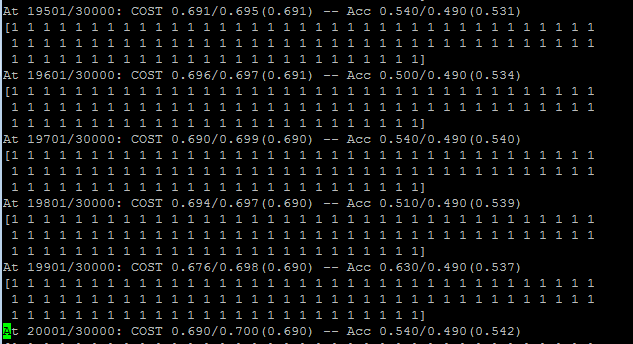 At 19501/30000: COST 0.691/0.695(0.691) -- Acc 0.540/0.490(0.531)
[1 1 1 1 1 1 1 1 1 1 1 1 1 1 1 1 1 1 1 1 1 1 1 1 1 1 1 1 1 1 1 1 1 1 1 1 1
1 1 1 1 1 1 1 1 1 1 1 1 1 1 1 1 1 1 1 1 1 1 1 1 1 1 1 1 1 1 1 1 1 1 1 1 1
1 1 1 1 1 1 1 1 1 1 1 1 1 1 1 1 1 1 1 1 1 1 1 1 1 1]
At 19601/30000: COST 0.696/0.697(0.691) -- Acc 0.500/0.490(0.534)
[1 1 1 1 1 1 1 1 1 1 1 1 1 1 1 1 1 1 1 1 1 1 1 1 1 1 1 1 1 1 1 1 1 1 1 1 1
1 1 1 1 1 1 1 1 1 1 1 1 1 1 1 1 1 1 1 1 1 1 1 1 1 1 1 1 1 1 1 1 1 1 1 1 1
1 1 1 1 1 1 1 1 1 1 1 1 1 1 1 1 1 1 1 1 1 1 1 1 1 1]
At 19701/30000: COST 0.690/0.699(0.690) -- Acc 0.540/0.490(0.540)
[1 1 1 1 1 1 1 1 1 1 1 1 1 1 1 1 1 1 1 1 1 1 1 1 1 1 1 1 1 1 1 1 1 1 1 1 1
1 1 1 1 1 1 1 1 1 1 1 1 1 1 1 1 1 1 1 1 1 1 1 1 1 1 1 1 1 1 1 1 1 1 1 1 1
1 1 1 1 1 1 1 1 1 1 1 1 1 1 1 1 1 1 1 1 1 1 1 1 1 1]
At 19801/30000: COST 0.694/0.697(0.690) -- Acc 0.510/0.490(0.539)
[1 1 1 1 1 1 1 1 1 1 1 1 1 1 1 1 1 1 1 1 1 1 1 1 1 1 1 1 1 1 1 1 1 1 1 1 1
1 1 1 1 1 1 1 1 1 1 1 1 1 1 1 1 1 1 1 1 1 1 1 1 1 1 1 1 1 1 1 1 1 1 1 1 1
1 1 1 1 1 1 1 1 1 1 1 1 1 1 1 1 1 1 1 1 1 1 1 1 1 1]
At 19901/30000: COST 0.676/0.698(0.690) -- Acc 0.630/0.490(0.537)
[1 1 1 1 1 1 1 1 1 1 1 1 1 1 1 1 1 1 1 1 1 1 1 1 1 1 1 1 1 1 1 1 1 1 1 1 1
1 1 1 1 1 1 1 1 1 1 1 1 1 1 1 1 1 1 1 1 1 1 1 1 1 1 1 1 1 1 1 1 1 1 1 1 1
1 1 1 1 1 1 1 1 1 1 1 1 1 1 1 1 1 1 1 1 1 1 1 1 1 1]
At 20001/30000: COST 0.690/0.700(0.690) -- Acc 0.540/0.490(0.542)